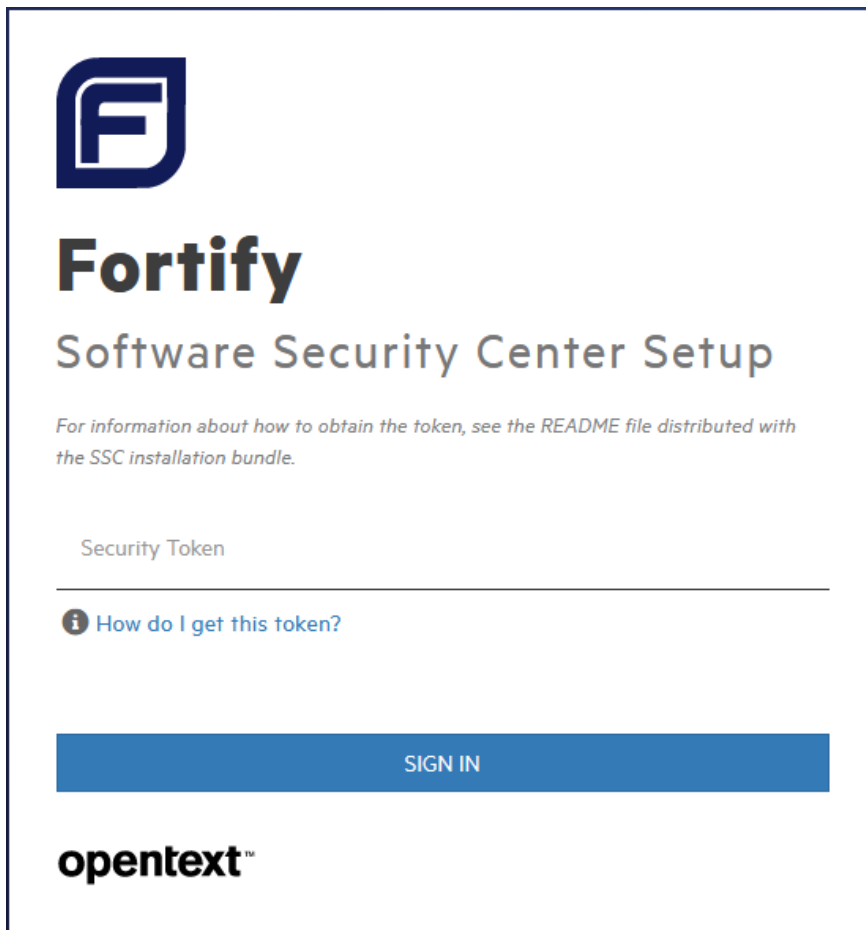 F
Fortify
Software Security Center Setup
For information about how to obtain the token, see the README file distributed with
the SSC installation bundle.
Security Token
i How do I get this token?
SIGN IN
opentext™